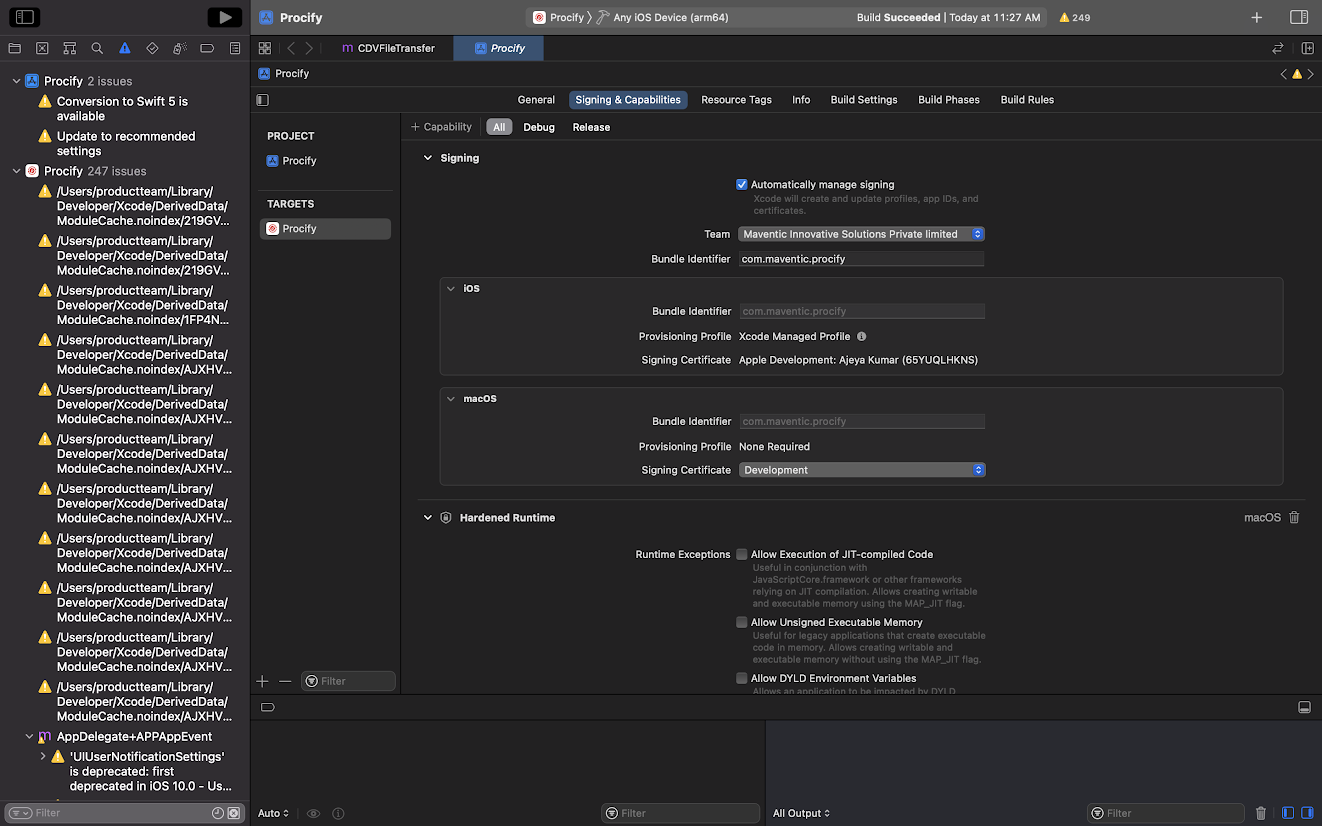 Procify
Procify
Any iOS Device (arm64)
Build Succeeded | Today at 11:27 AM
249
CDVFileTransfer
Procify
Procify
General
Signing & Capabilities
Resource Tags
Info
Build Settings
Build Phases
Build Rules
Procify 2 issues
Conversion to Swift 5 is
available
Update to recommended
settings
Procify 247 issues
/Users/productteam/Library/
Developer/Xcode/DerivedData/
ModuleCache.noindex/219GV...
/Users/productteam/Library/
Developer/Xcode/DerivedData/
ModuleCache.noindex/219GV...
/Users/productteam/Library/
Developer/Xcode/DerivedData/
ModuleCache.noindex/1FP4N...
/Users/productteam/Library/
Developer/Xcode/DerivedData/
ModuleCache.noindex/AJXHV...
/Users/productteam/Library/
Developer/Xcode/DerivedData/
ModuleCache.noindex/AJXHV...
/Users/productteam/Library/
Developer/Xcode/DerivedData/
ModuleCache.noindex/AJXHV...
/Users/productteam/Library/
Developer/Xcode/DerivedData/
ModuleCache.noindex/AJXHV...
/Users/productteam/Library/
Developer/Xcode/DerivedData/
ModuleCache.noindex/AJXHV...
/Users/productteam/Library/
Developer/Xcode/DerivedData/
ModuleCache.noindex/AJXHV...
/Users/productteam/Library/
Developer/Xcode/DerivedData/
ModuleCache.noindex/AJXHV...
/Users/productteam/Library/
Developer/Xcode/DerivedData/
ModuleCache.noindex/AJXHV...
AppDelegate+APPAppEvent
'UIUserNotificationSettings'
is deprecated: first
deprecated in iOS 10.0 - Us...
Filter
PROJECT
Procify
TARGETS
Procify
Filter
+ Capability
All
Debug
Release
Signing
Automatically manage signing
Xcode will create and update profiles, app IDs, and
certificates.
Team Maventic Innovative Solutions Private limited
Bundle Identifier com.maventic.procify
iOS
Bundle Identifier com.maventic.procify
Provisioning Profile Xcode Managed Profile
Signing Certificate Apple Development: Ajeya Kumar (65YUQLHKNS)
macOS
Bundle Identifier com.maventic.procify
Provisioning Profile None Required
Signing Certificate Development
Hardened Runtime
macOS
Runtime Exceptions Allow Execution of JIT-compiled Code
Useful in conjunction with
JavaScriptCore.framework or other frameworks
relying on JIT compilation. Allows creating writable
and executable memory using the MAP_JIT flag.
Allow Unsigned Executable Memory
Useful for legacy applications that create executable
code in memory. Allows creating writable and
executable memory without using the MAP_JIT flag.
Allow DYLD Environment Variables
Allows an application to be impacted by DYLD
Auto
Filter
All Output
Filter